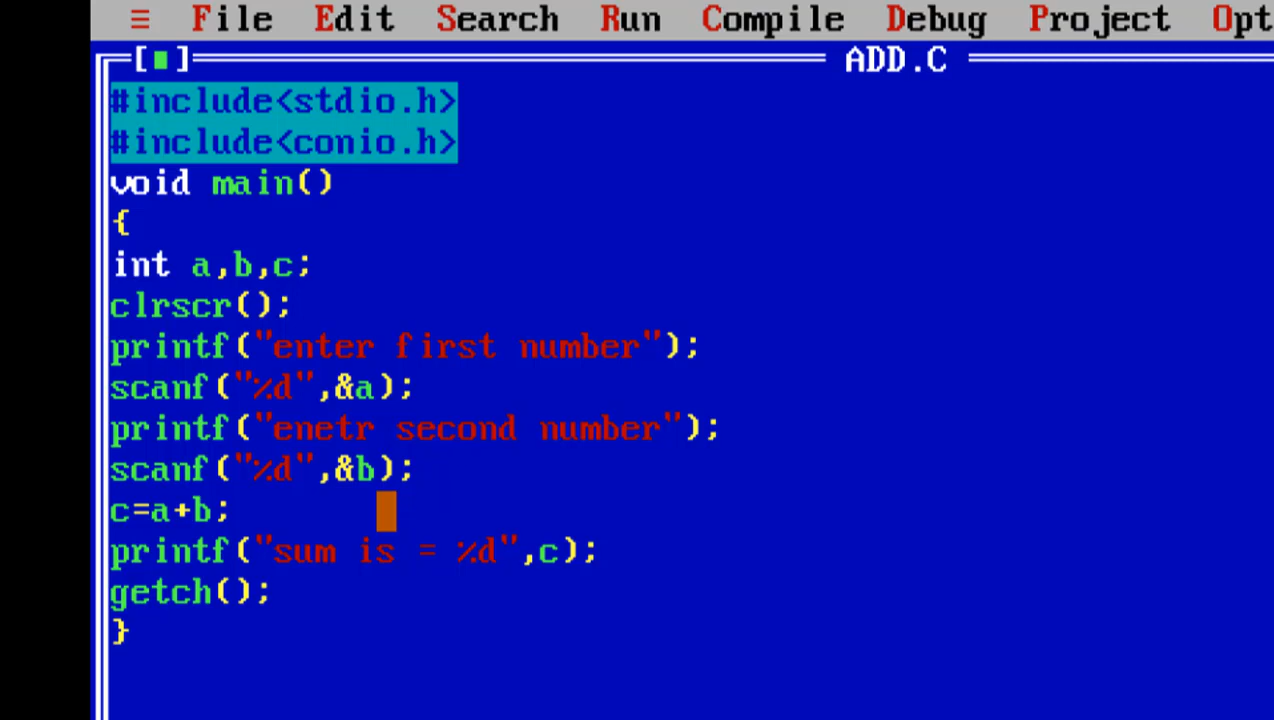 ≡ File Edit Search Run Compile Debug Project Opt
[■] ADD.C
#include<stdio.h>
#include<conio.h>
void main()
{
int a,b,c;
clrscr();
printf("enter first number");
scanf("%d",&a);
printf("enetr second number");
scanf("%d",&b);
c=a+b;
printf("sum is = %d",c);
getch();
}